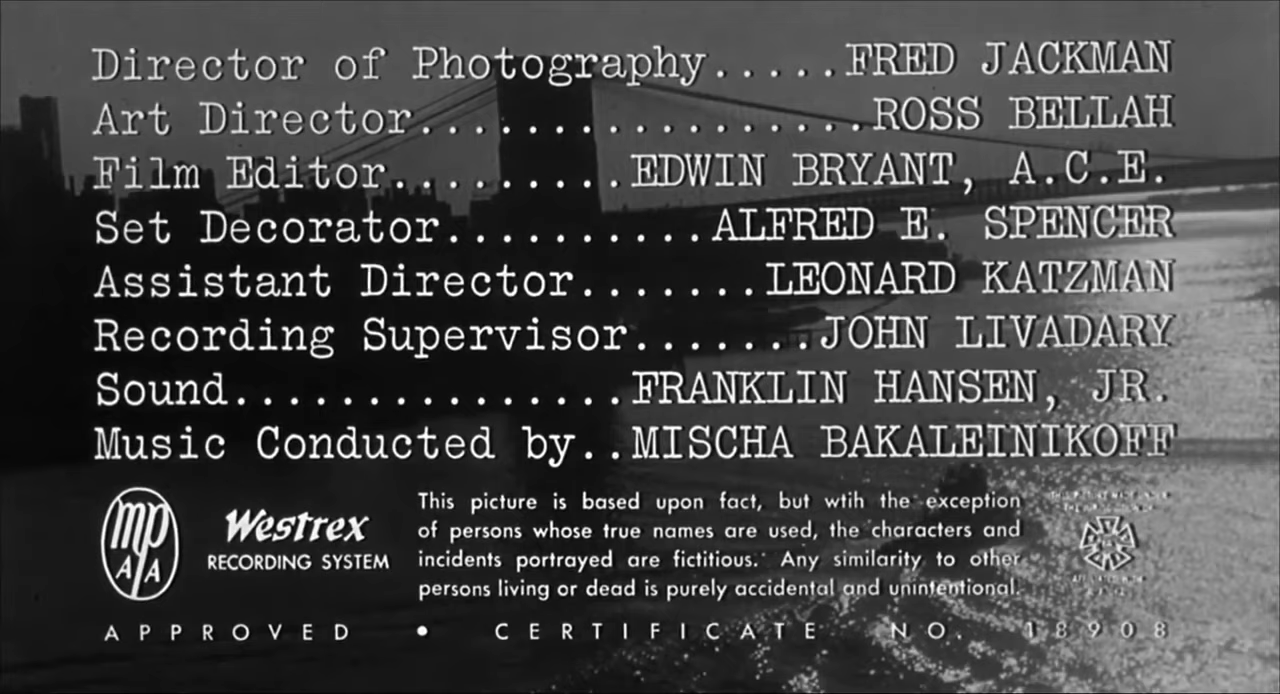 Director of Photography.....FRED JACKMAN
Art Director.................ROSS BELLAH
Film Editor.........EDWIN BRYANT, A.C.E.
Set Decorator..........ALFRED E. SPENCER
Assistant Director.......LEONARD KATZMAN
Recording Supervisor.......JOHN LIVADARY
Sound...............FRANKLIN HANSEN, JR.
Music Conducted by..MISCHA BAKALEINIKOFF
MPAA
Westrex
RECORDING SYSTEM
This picture is based upon fact, but wtih the exception
of persons whose true names are used, the characters and
incidents portrayed are fictitious. Any similarity to other
persons living or dead is purely accidental and unintentional.
APPROVED • CERTIFICATE NO. 18908